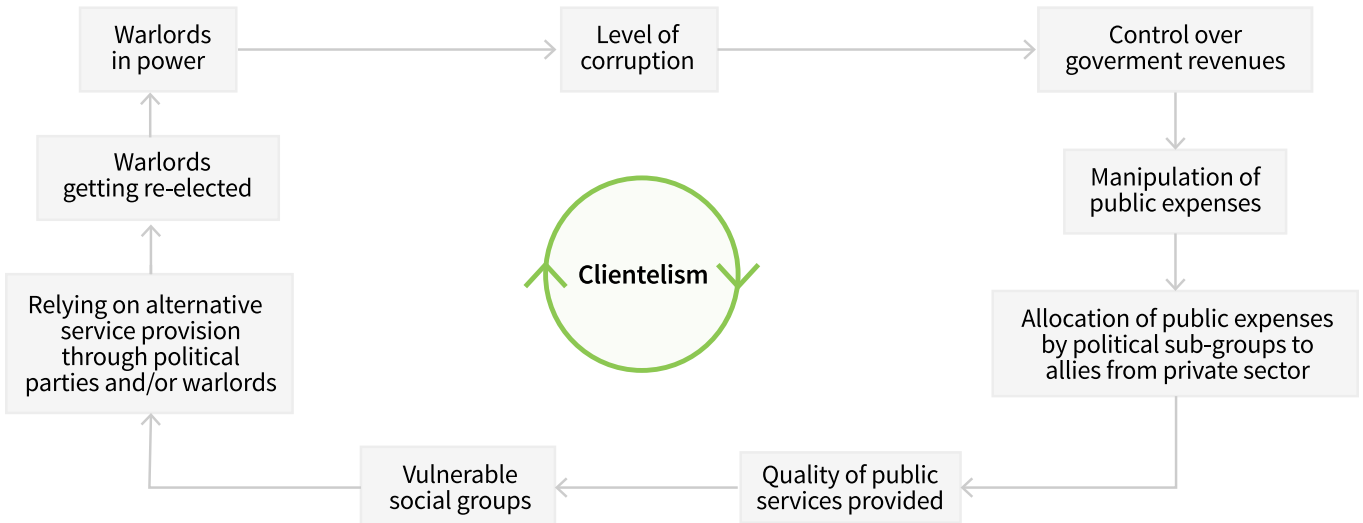 Warlords
in power
Level of
corruption
Control over
goverment revenues
Manipulation of
public expenses
Allocation of public expenses
by political sub-groups to
allies from private sector
Quality of public
services provided
Vulnerable
social groups
Relying on alternative
service provision
through political
parties and/or warlords
Warlords
getting re-elected
Clientelism